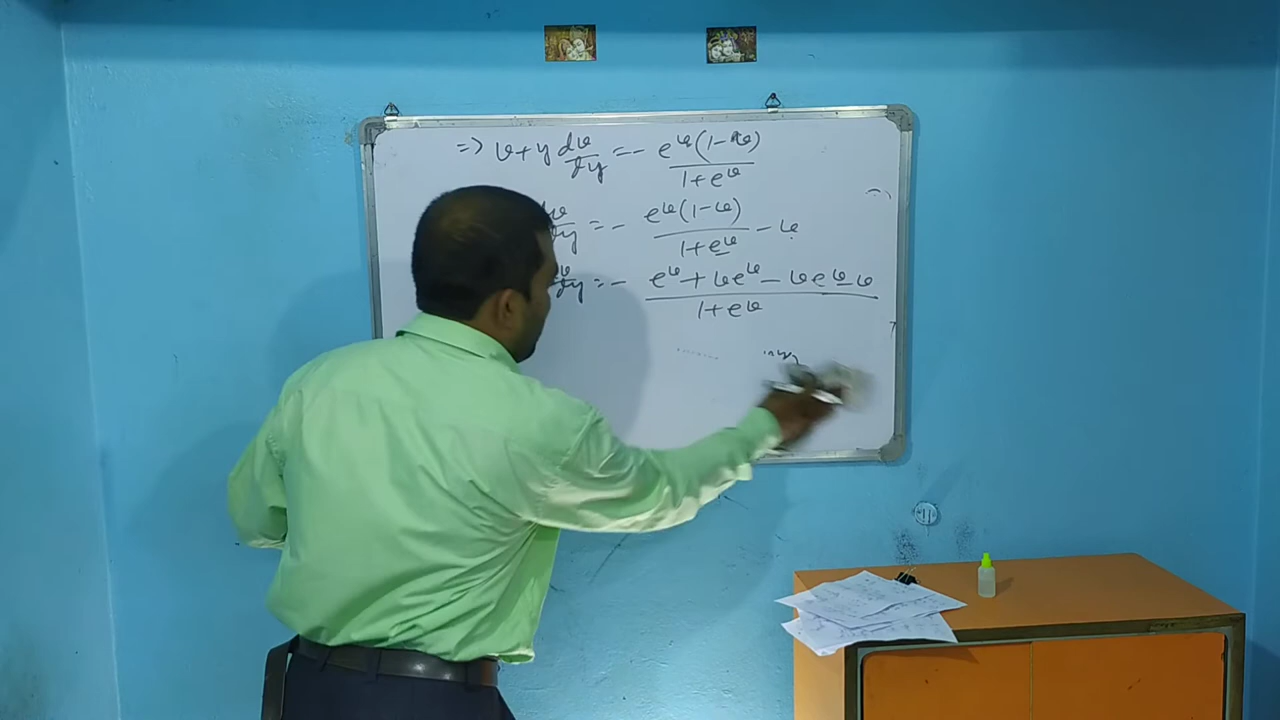 => v + y dv/dy = - e^v(1-v)/1+e^v
dv/dy = - e^v(1-v)/1+e^v - v
dv/dy = - e^v + ve^v - ve^v - v/1+e^v